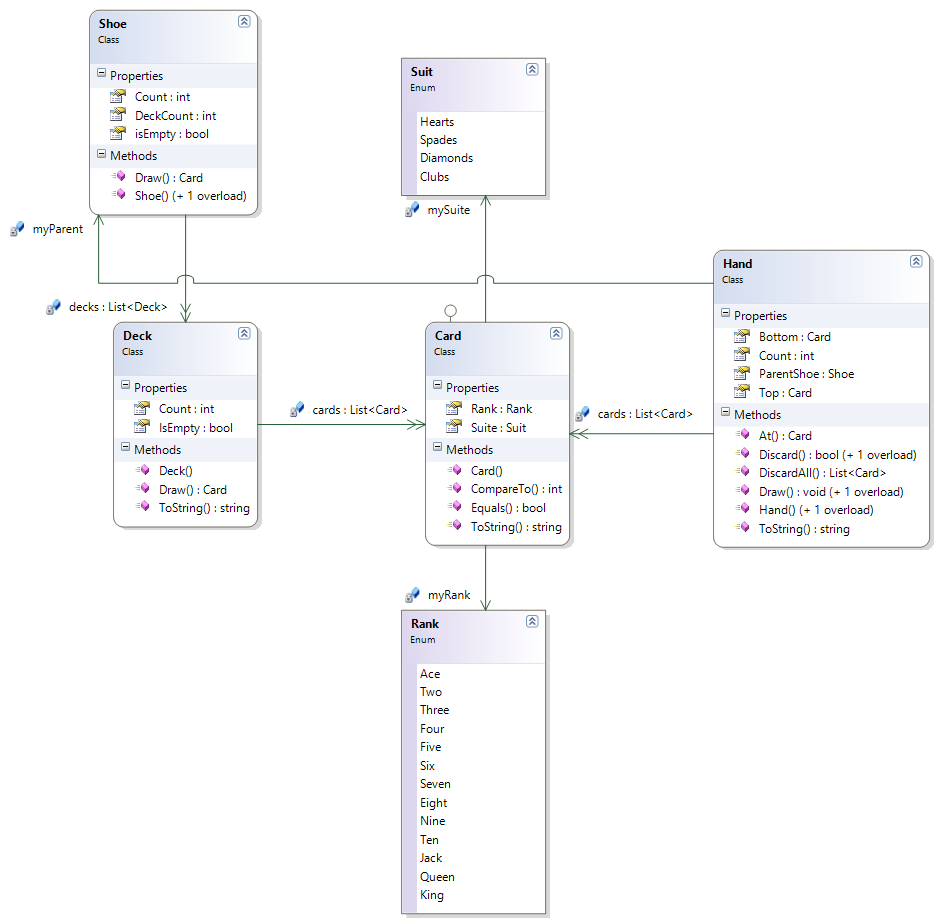 Shoe
Class
Properties
Count : int
DeckCount : int
isEmpty : bool
Methods
Draw() : Card
Shoe() (+ 1 overload)
Suit
Enum
Hearts
Spades
Diamonds
Clubs
mySuite
myParent
decks : List<Deck>
Hand
Class
Properties
Bottom : Card
Count : int
ParentShoe : Shoe
Top : Card
Methods
At() : Card
Discard() : bool (+ 1 overload)
DiscardAll() : List<Card>
Draw() : void (+ 1 overload)
Hand() (+ 1 overload)
ToString() : string
Deck
Class
Properties
Count : int
IsEmpty : bool
Methods
Deck()
Draw() : Card
ToString() : string
cards : List<Card>
Card
Class
Properties
Rank : Rank
Suite : Suit
Methods
Card()
CompareTo() : int
Equals() : bool
ToString() : string
cards : List<Card>
myRank
Rank
Enum
Ace
Two
Three
Four
Five
Six
Seven
Eight
Nine
Ten
Jack
Queen
King